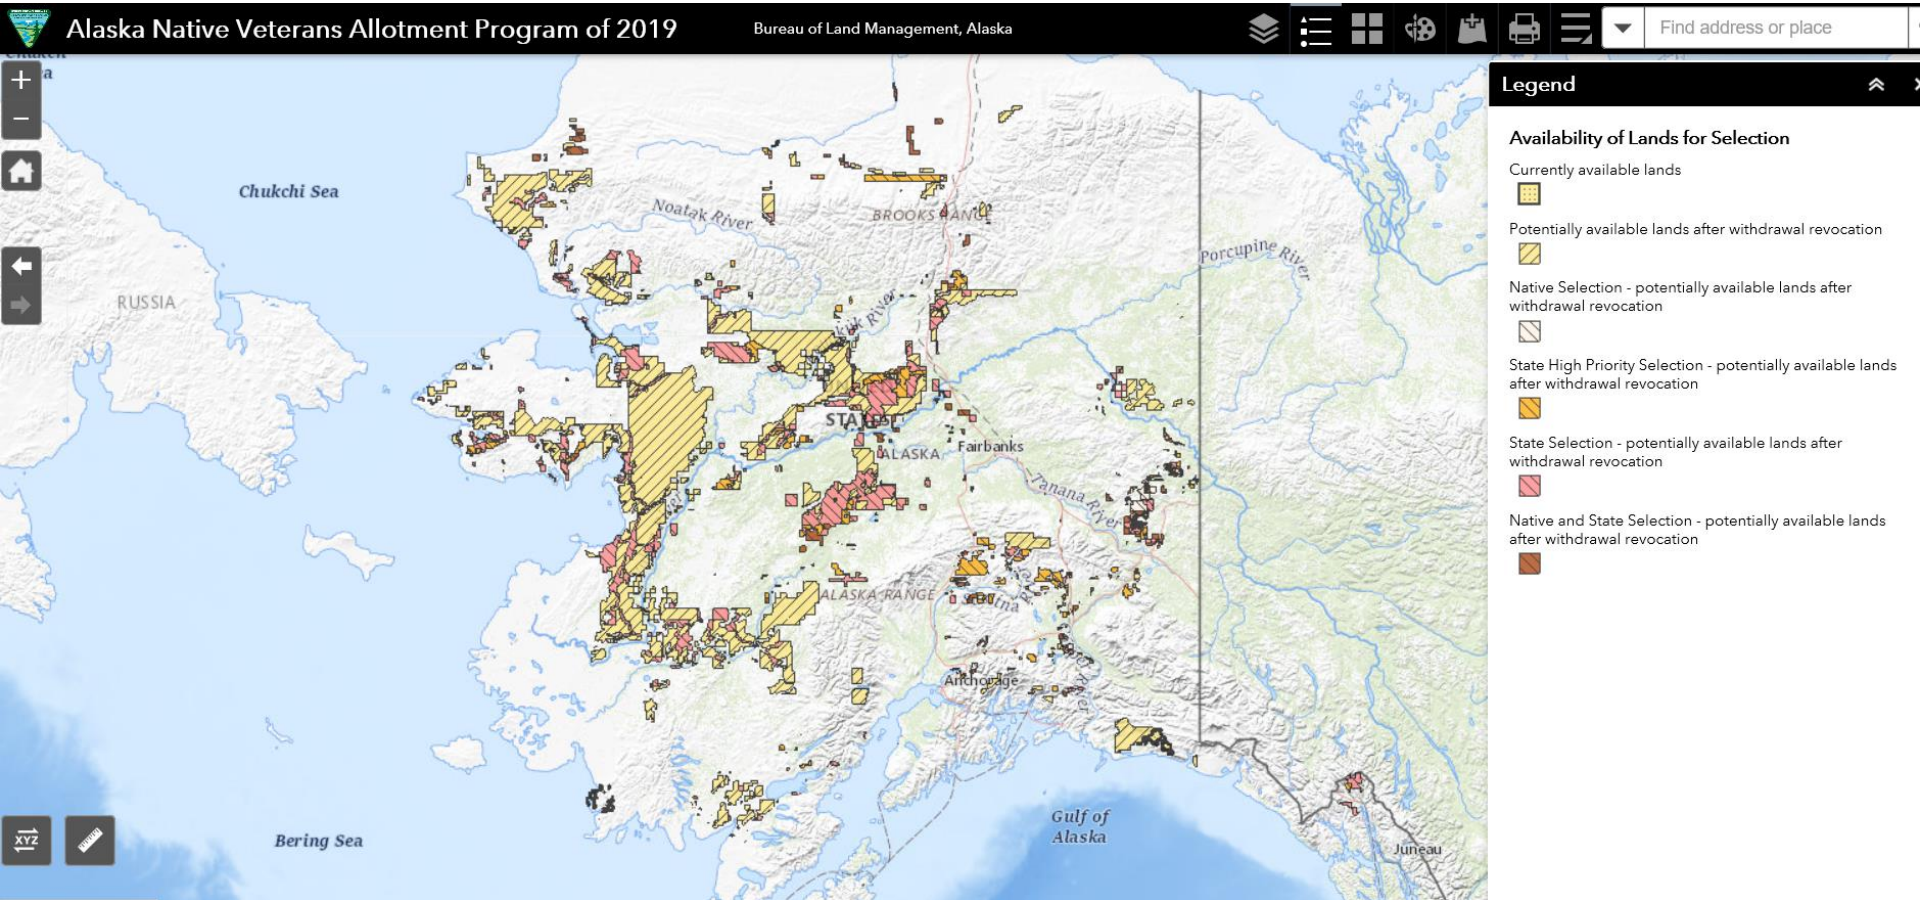 Alaska Native Veterans Allotment Program of 2019
Bureau of Land Management, Alaska
Find address or place
Legend
Availability of Lands for Selection
Currently available lands
Potentially available lands after withdrawal revocation
Native Selection - potentially available lands after
withdrawal revocation
State High Priority Selection - potentially available lands
after withdrawal revocation
State Selection - potentially available lands after
withdrawal revocation
Native and State Selection - potentially available lands
after withdrawal revocation
Chukchi Sea
Noatak River
BROOKS RANGE
Porcupine River
RUSSIA
River
ALASKA
Fairbanks
Tanana River
ALASKA RANGE
Anchorage
River
Gulf of
Alaska
Bering Sea
Juneau
XYZ